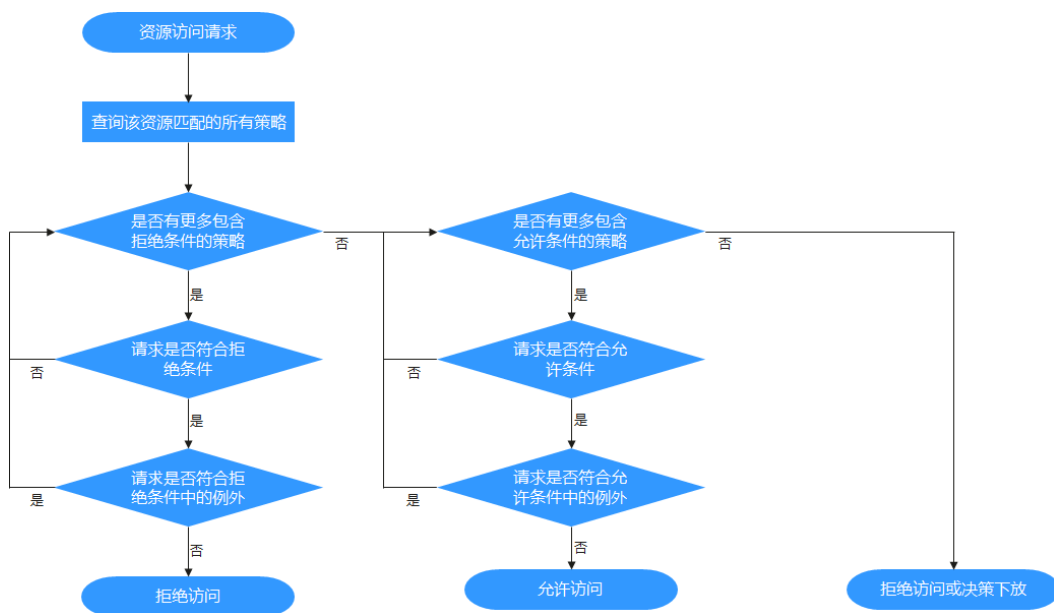 资源访问请求
查询该资源匹配的所有策略
是否有更多包含
拒绝条件的策略
否
是否有更多包含
允许条件的策略
否
是
是
请求是否符合拒
绝条件
否
请求是否符合允
许条件
否
是
是
请求是否符合拒
绝条件中的例外
是
请求是否符合允
许条件中的例外
是
否
否
拒绝访问
允许访问
拒绝访问或决策下放